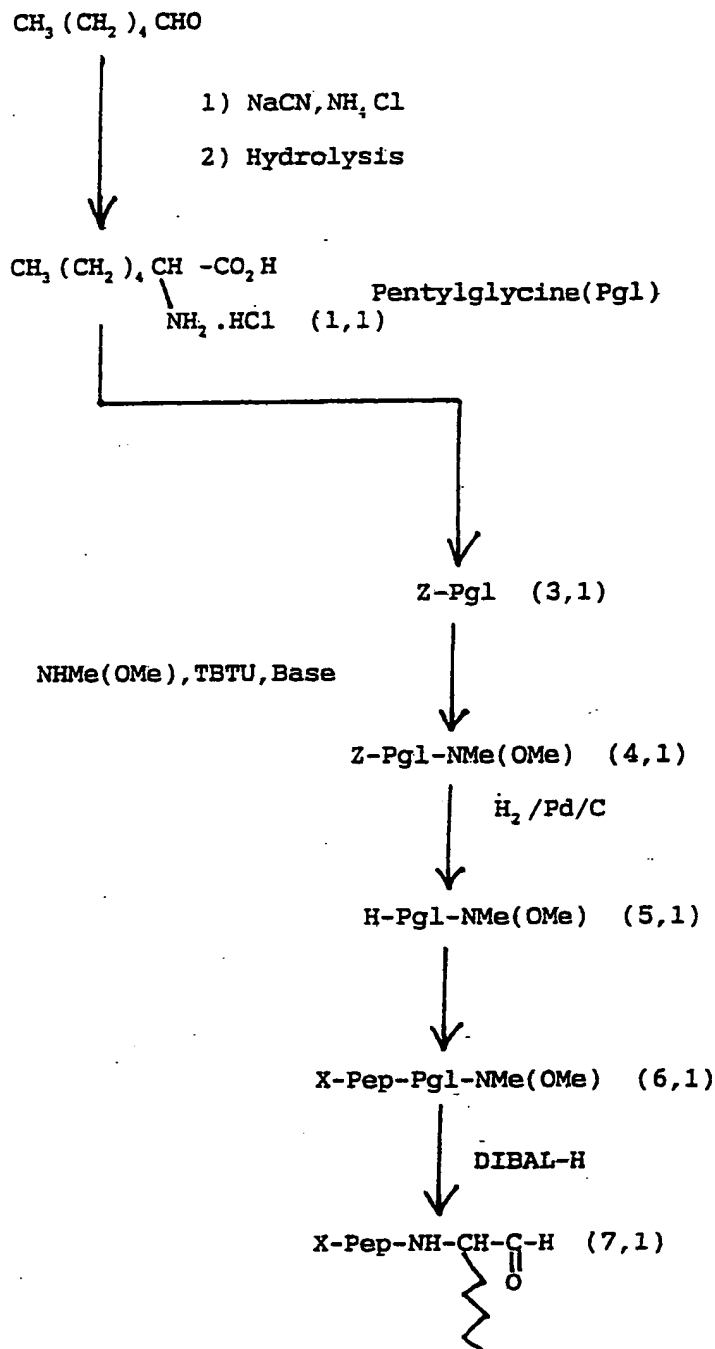 CH₃(CH₂)₄CHO
1) NaCN,NH₄Cl
2) Hydrolysis
CH₃(CH₂)₄CH -CO₂H
Pentylglycine(Pgl)
NH₂.HCl (1,1)
Z-Pgl (3,1)
NHMe(OMe),TBTU,Base
Z-Pgl-NMe(OMe) (4,1)
H₂/Pd/C
H-Pgl-NMe(OMe) (5,1)
X-Pep-Pgl-NMe(OMe) (6,1)
DIBAL-H
X-Pep-NH-CH-C-H (7,1)
O